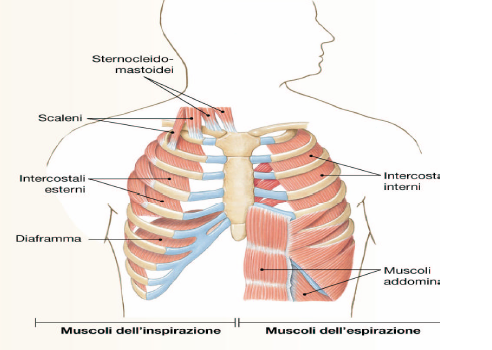 Sternocleido-
mastoidei
Scaleni
Intercostali
esterni
Diaframma
Intercosta
interni
Muscoli
addomina
Muscoli dell'inspirazione
Muscoli dell'espirazione